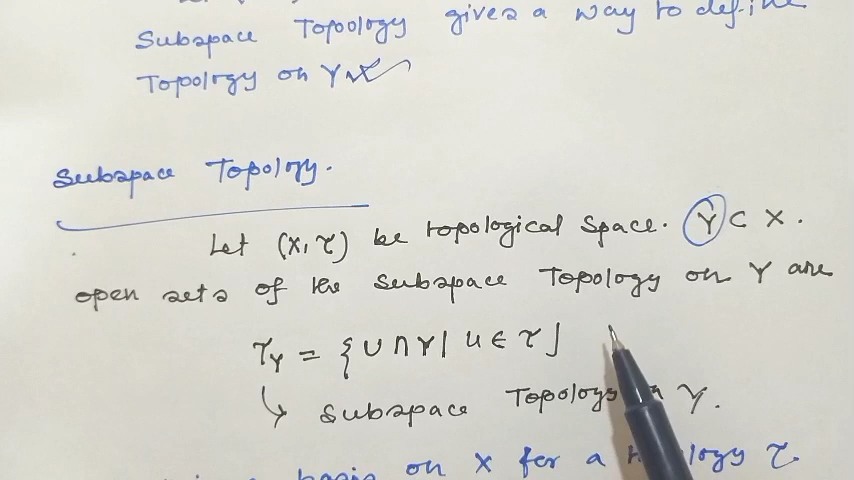 Subspace Topology gives a way to define
Topology on Y
Subspace Topology.
Let (X, τ) be topological Space. Y ⊂ X.
open sets of the subspace Topology on Y are
τ_Y = {U ∩ Y | U ∈ τ}
↳ subspace Topology Y.
basis on X for a τ.